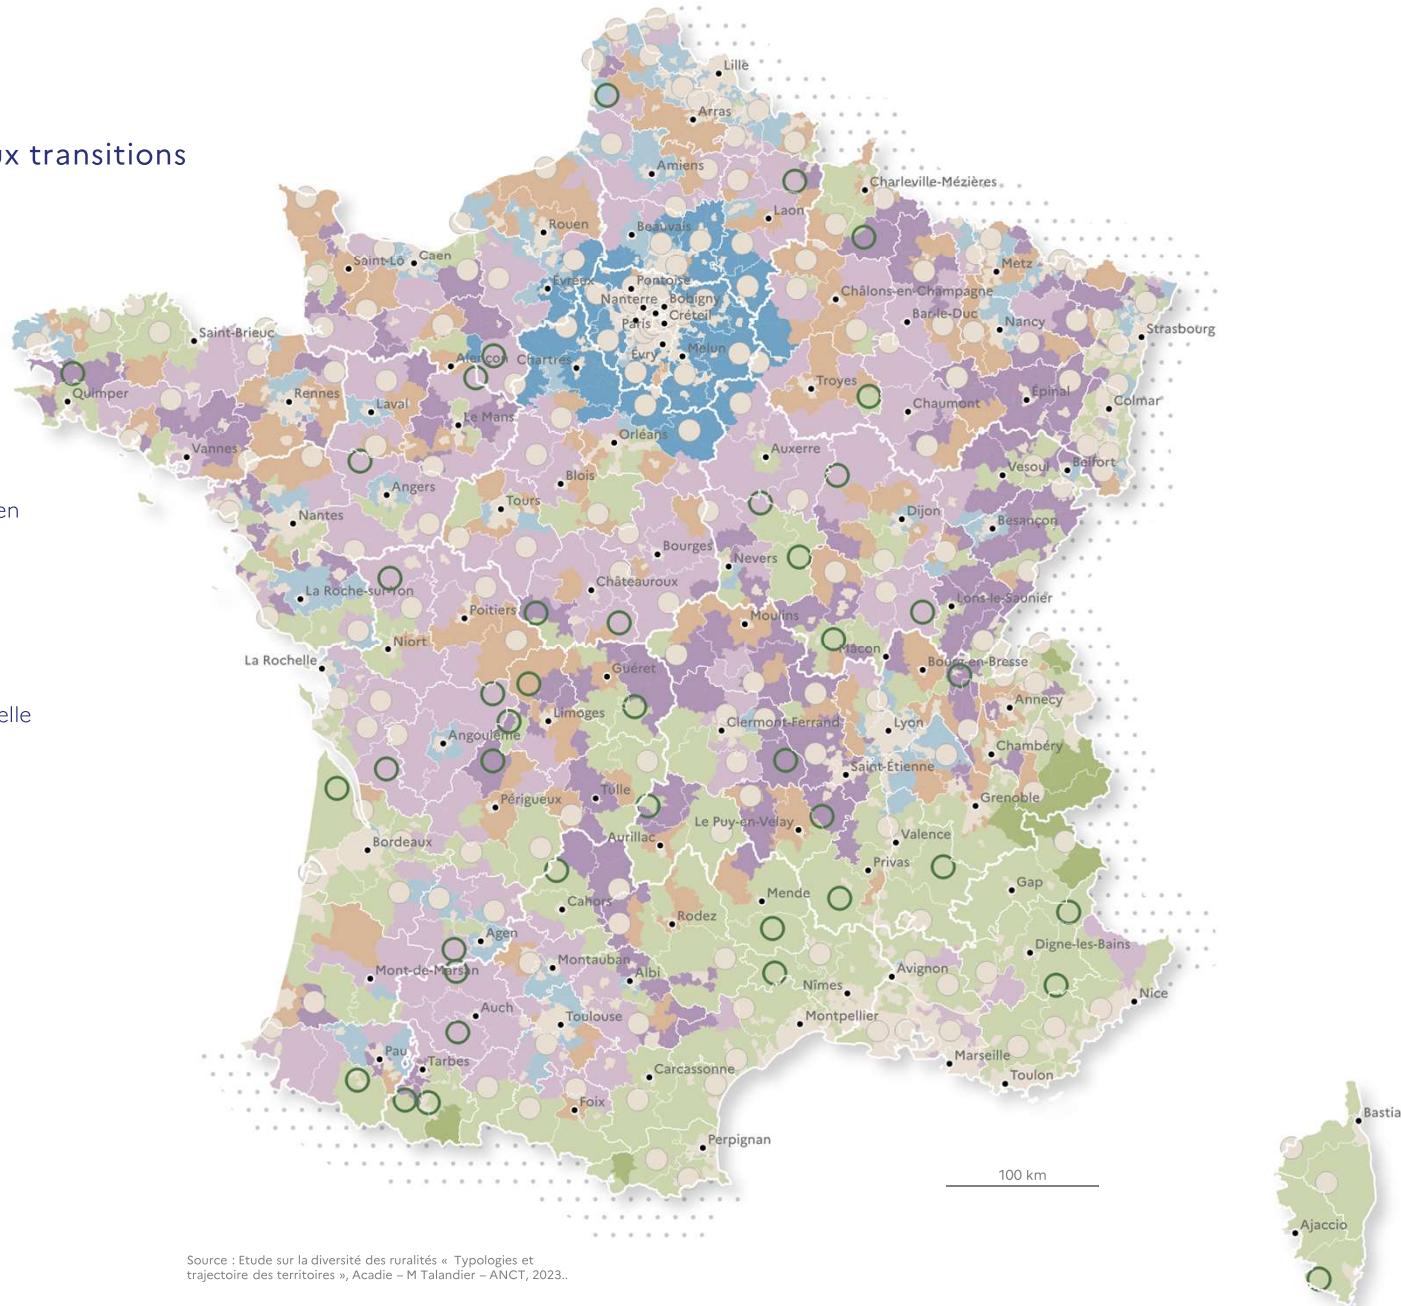 ux transitions
en
elle
Lille
Arras
Amiens
Charleville-Mézières
Laon
Rouen
Beauvais
Saint-Lô
Caen
Metz
Évreux
Pontoise
Châlons-en-Champagne
Nanterre
Bobigny
Bar-le-Duc
Créteil
Paris
Nancy
Strasbourg
Saint-Brieuc
Évry
Melun
Alençon
Chartres
Troyes
Épinal
Quimper
Rennes
Laval
Chaumont
Colmar
Le Mans
Orléans
Vannes
Auxerre
Vesoul
Belfort
Blois
Angers
Tours
Nantes
Dijon
Besançon
Bourges
Nevers
Châteauroux
La Roche-sur-Yon
Lons-le-Saunier
Poitiers
Moulins
Niort
Mâcon
La Rochelle
Bourg-en-Bresse
Guéret
Annecy
Limoges
Clermont-Ferrand
Lyon
Angoulême
Chambéry
Saint-Étienne
Tulle
Périgueux
Grenoble
Le Puy-en-Velay
Aurillac
Valence
Bordeaux
Privas
Gap
Mende
Cahors
Rodez
Agen
Digne-les-Bains
Montauban
Mont-de-Marsan
Albi
Avignon
Nîmes
Nice
Auch
Toulouse
Montpellier
Pau
Marseille
Tarbes
Carcassonne
Toulon
Foix
Bastia
Perpignan
100 km
Ajaccio
Source : Etude sur la diversité des ruralités « Typologies et
trajectoire des territoires », Acadie – M Talandier – ANCT, 2023..